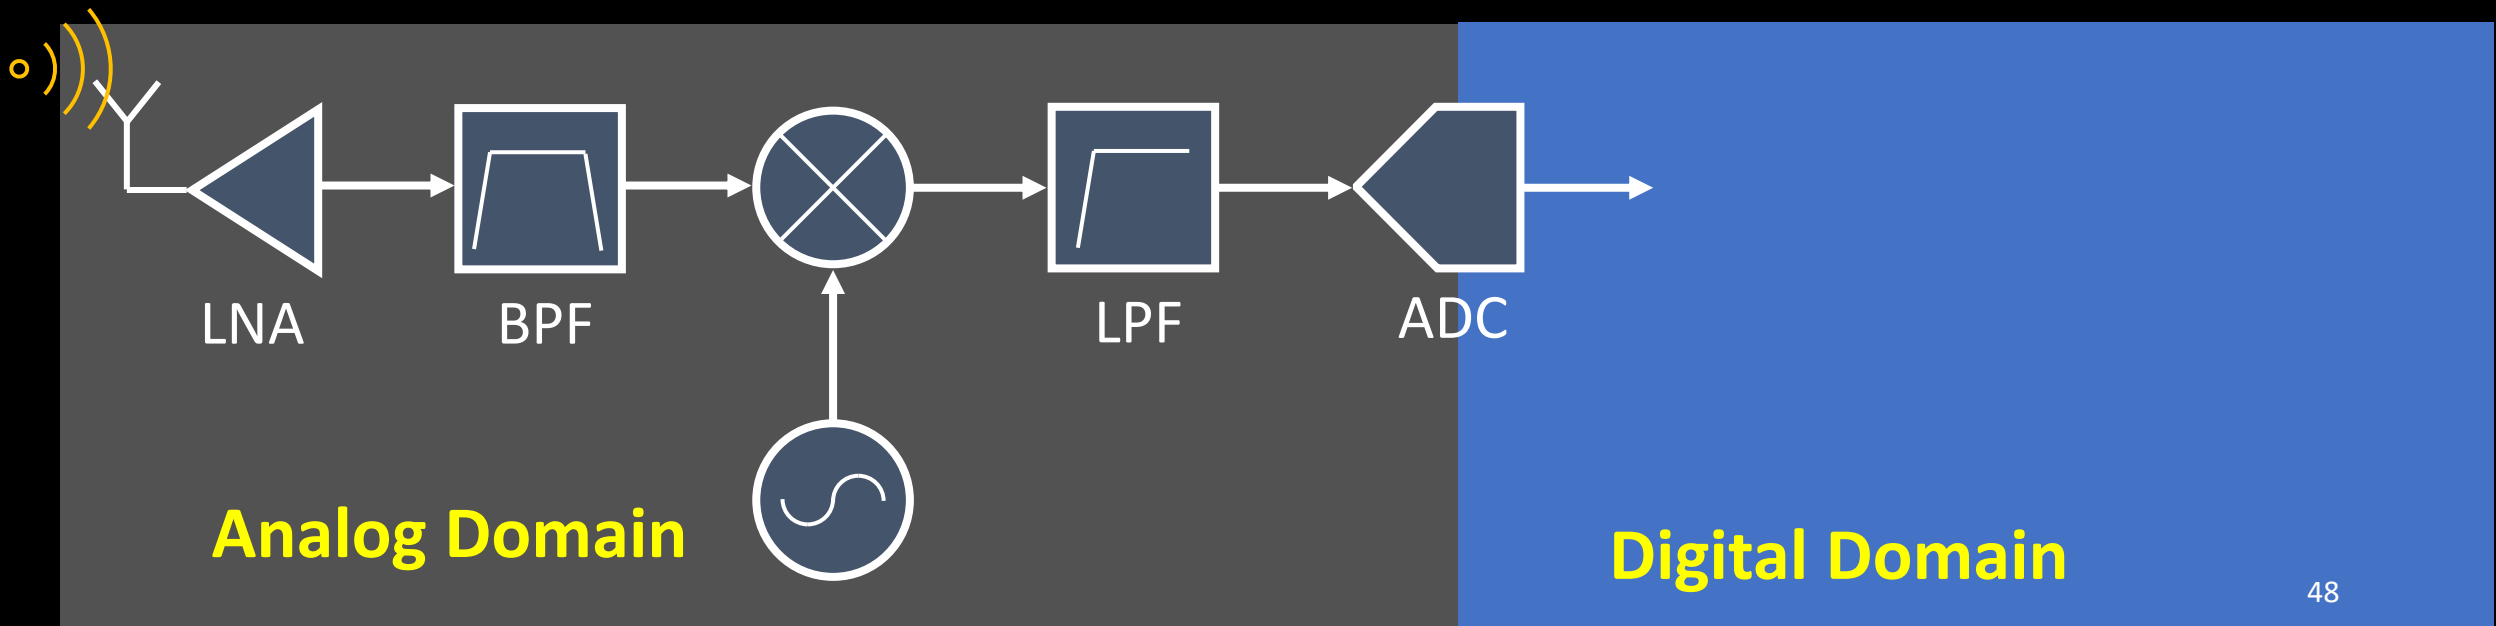 LNA
BPF
LPF
ADC
Analog Domain
Digital Domain
48